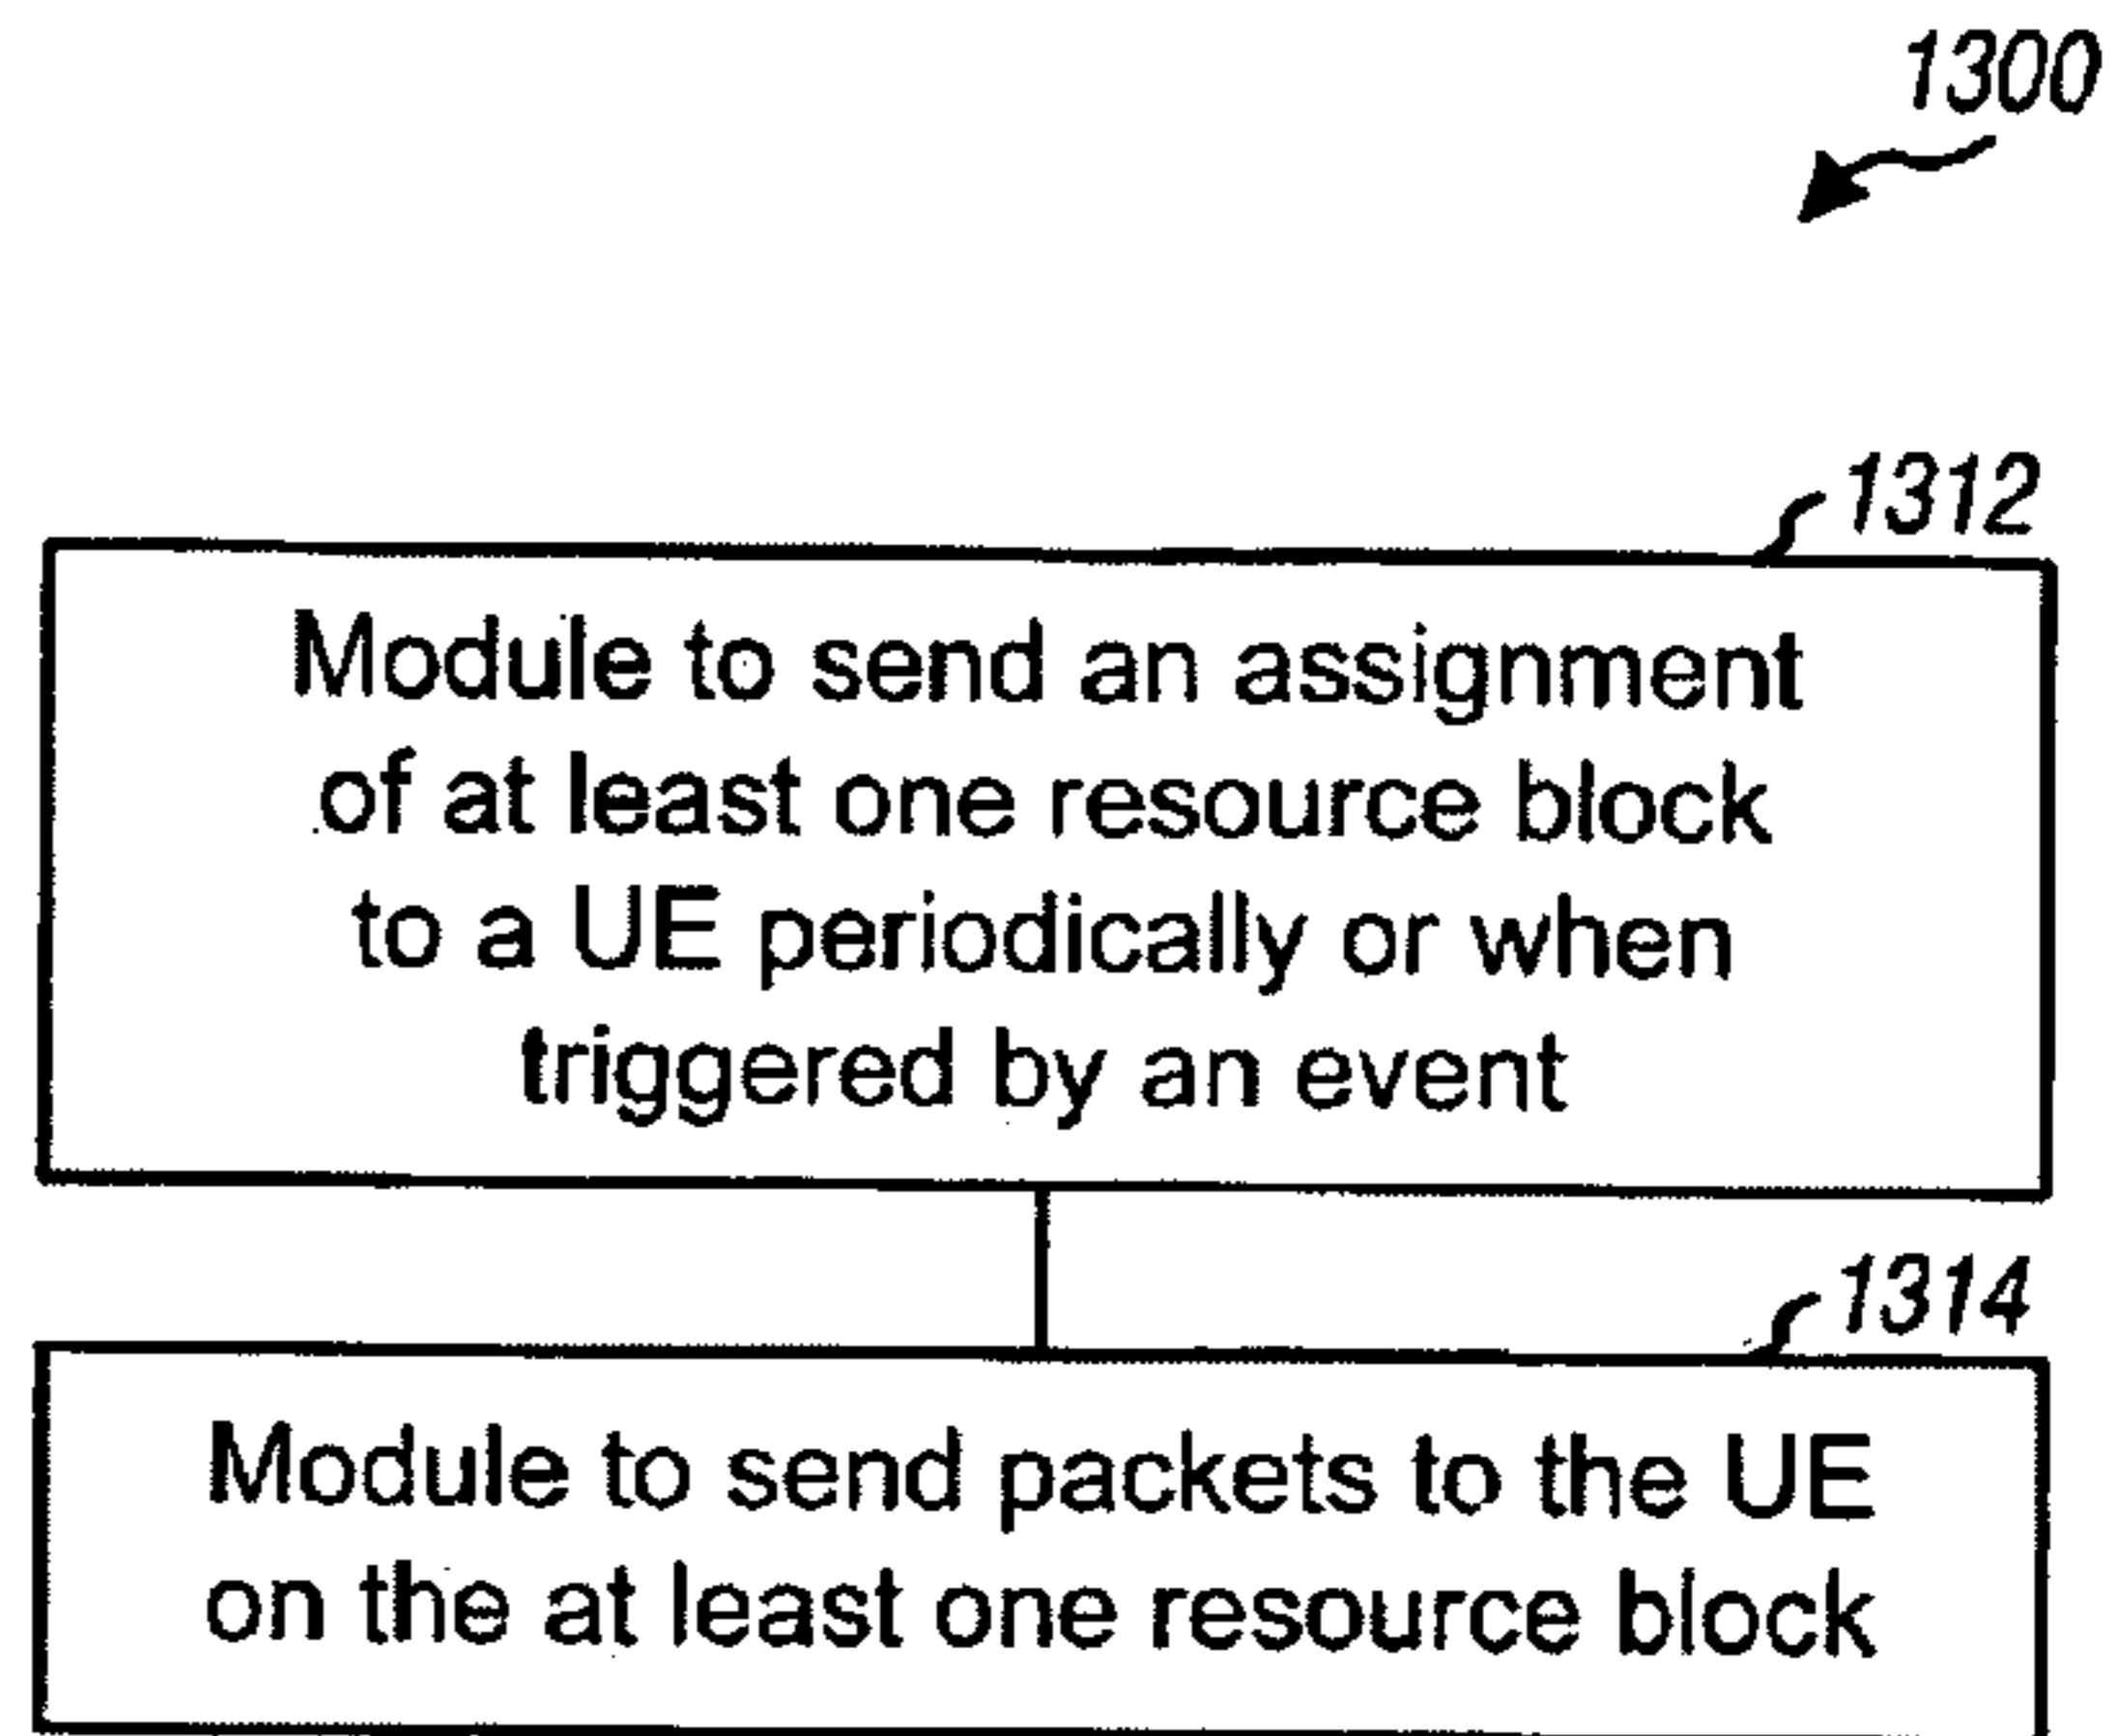 1300
1312
Module to send an assignment
of at least one resource block
to a UE periodically or when
triggered by an event
1314
Module to send packets to the UE
on the at least one resource block